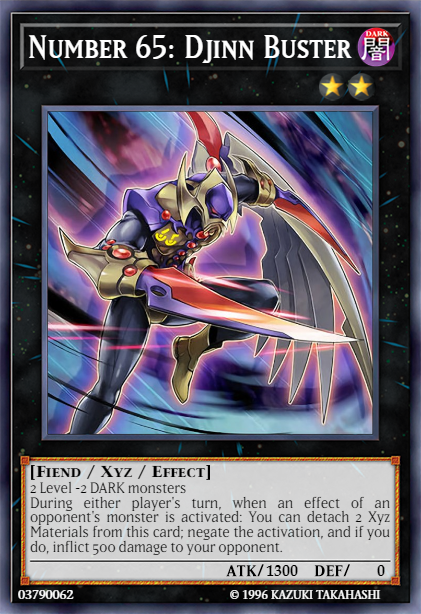 Number 65: Djinn Buster
DARK
闇
65
[Fiend / Xyz / Effect]
2 Level -2 DARK monsters
During either player's turn, when an effect of an
opponent's monster is activated: You can detach 2 Xyz
Materials from this card; negate the activation, and if you
do, inflict 500 damage to your opponent.
ATK/1300 DEF/ 0
03790062 © 1996 KAZUKI TAKAHASHI